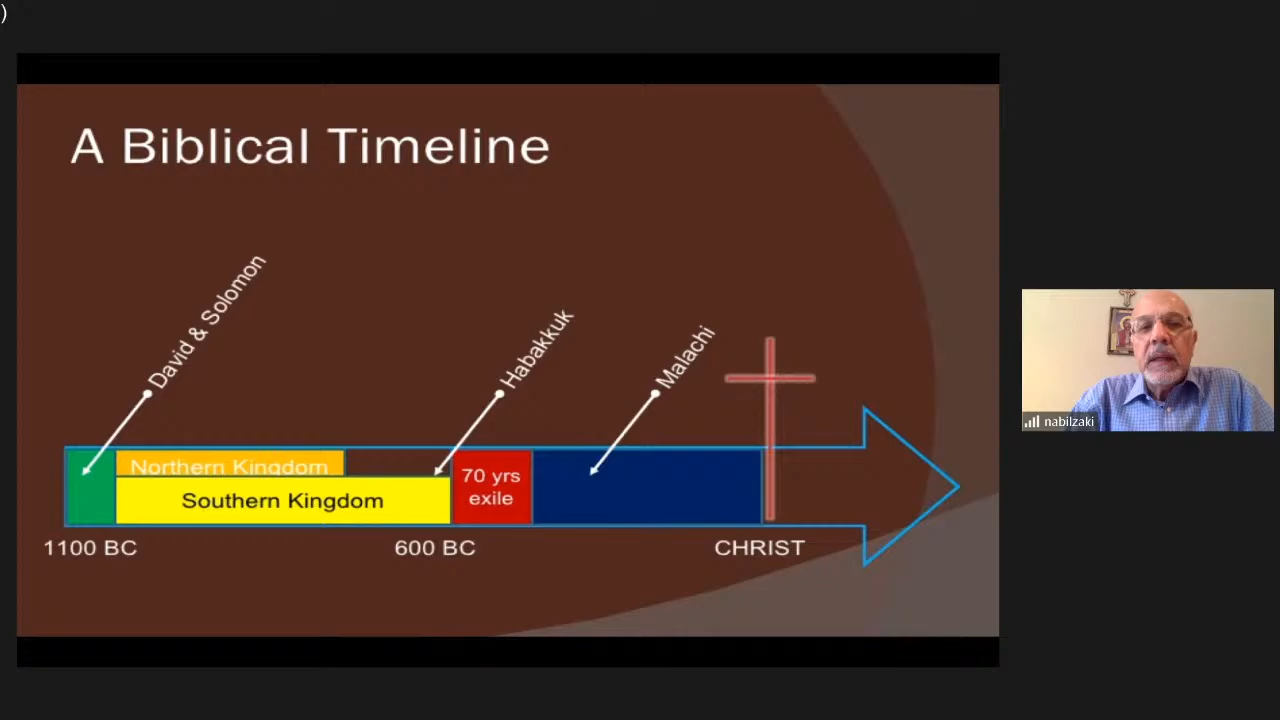 )
A Biblical Timeline
David & Solomon
Habakkuk
Malachi
Northern Kingdom
Southern Kingdom
70 yrs
exile
1100 BC
600 BC
CHRIST
nabilzaki